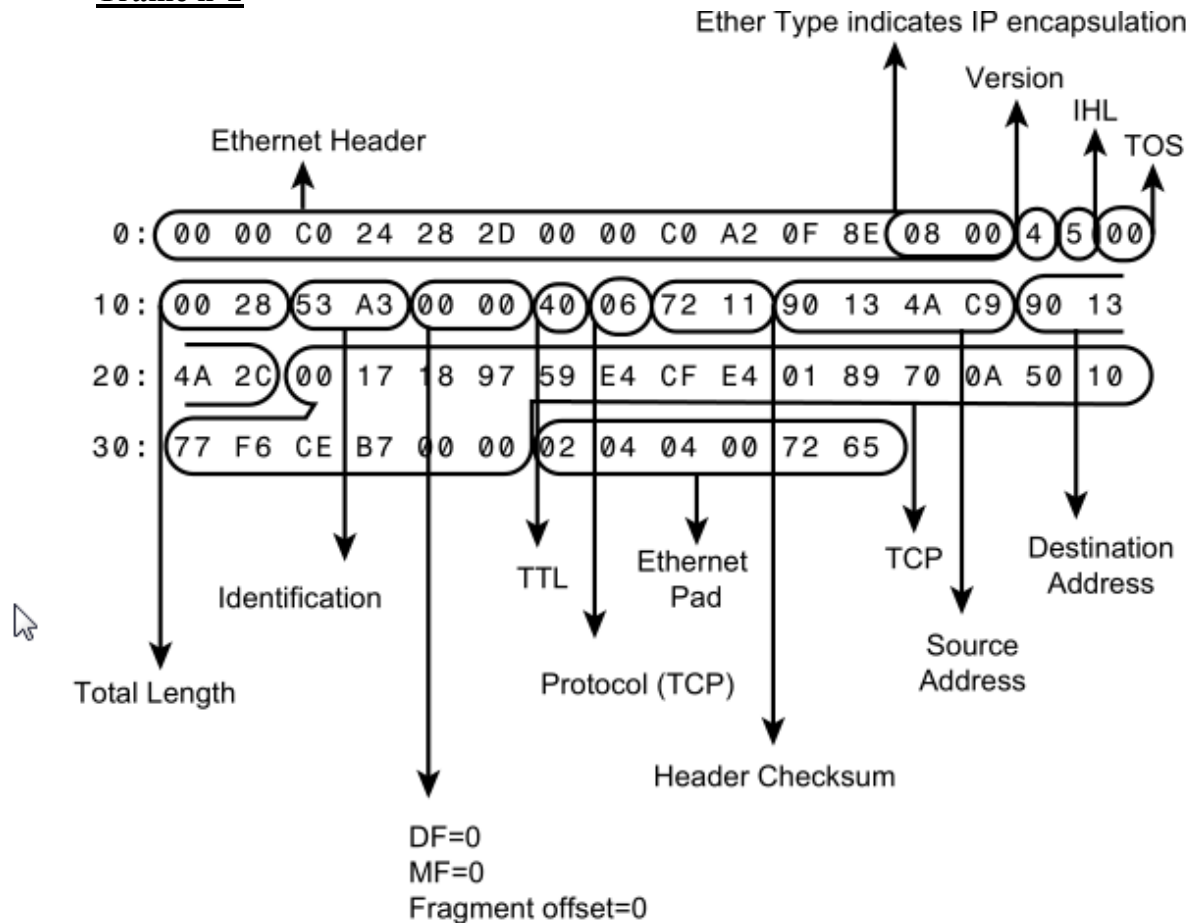 Ether Type indicates IP encapsulation
Version
IHL
TOS
Ethernet Header
0: 00 00 C0 24 28 2D 00 00 C0 A2 0F 8E 08 00 4 5 00
10: 00 28 53 A3 00 00 40 06 72 11 90 13 4A C9 90 13
20: 4A 2C 00 17 18 97 59 E4 CF E4 01 89 70 0A 50 10
30: 77 F6 CE B7 00 00 02 04 04 00 72 65
Total Length
Identification
DF=0
MF=0
Fragment offset=0
TTL
Protocol (TCP)
Ethernet
Pad
Header Checksum
TCP
Source
Address
Destination
Address